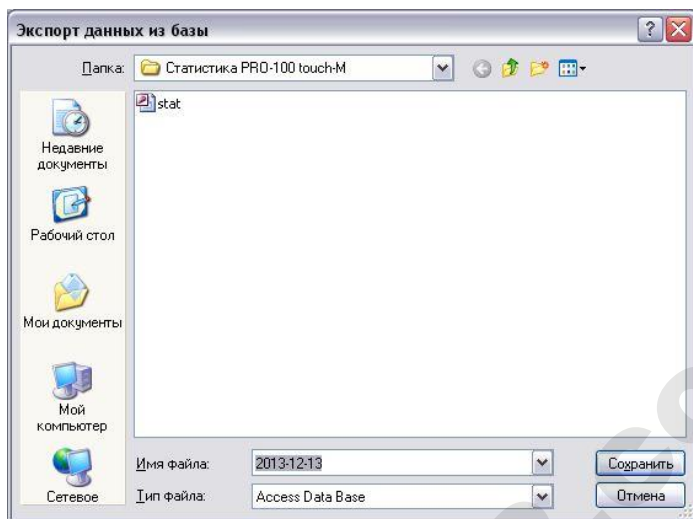 Экспорт данных из базы
Папка: Статистика PRO-100 touch-M
stat
Недавние
документы
Рабочий стол
Мои документы
Мой
компьютер
Сетевое
Имя файла: 2013-12-13 Сохранить
Тип файла: Access Data Base Отмена